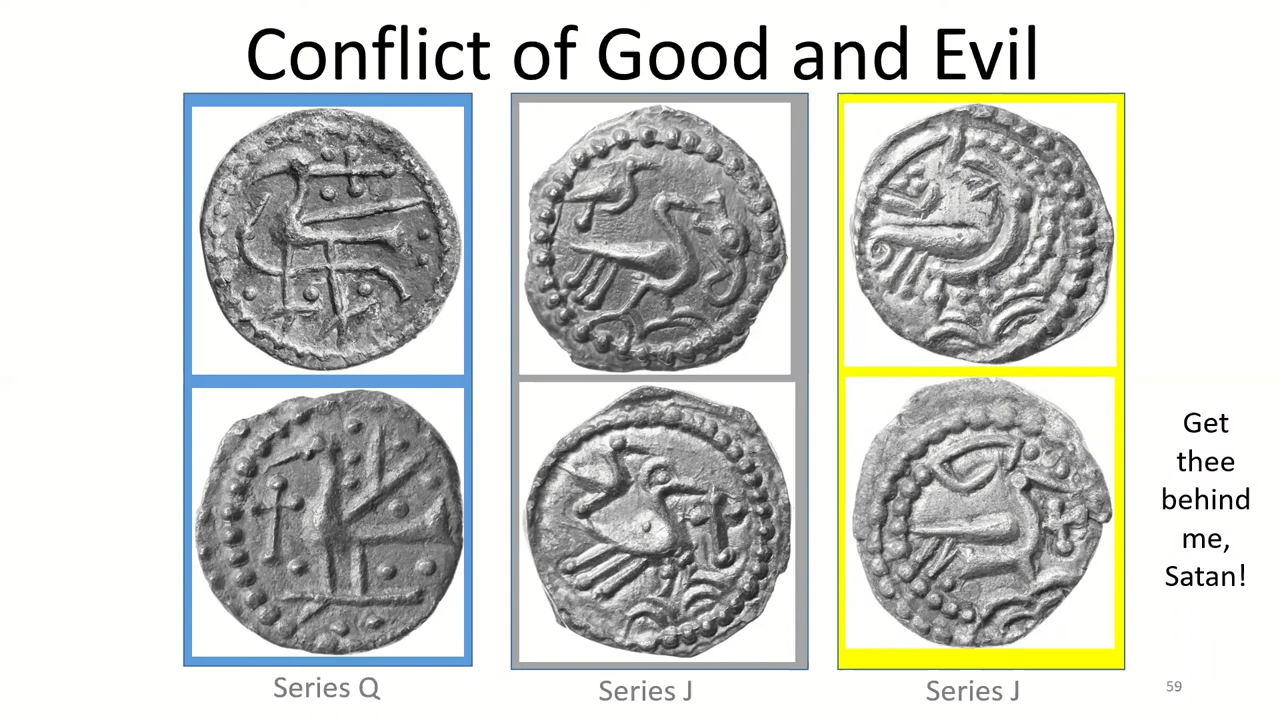 Conflict of Good and Evil
Get
thee
behind
me,
Satan!
Series Q
Series J
Series J
59